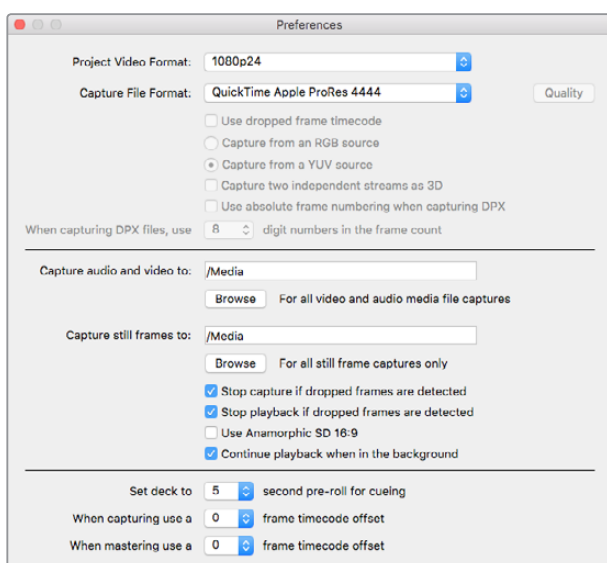 Preferences
Project Video Format: 1080p24
Capture File Format: QuickTime Apple ProRes 4444 Quality
Use dropped frame timecode
Capture from an RGB source
Capture from a YUV source
Capture two independent streams as 3D
Use absolute frame numbering when capturing DPX
When capturing DPX files, use 8 digit numbers in the frame count
Capture audio and video to: /Media
Browse For all video and audio media file captures
Capture still frames to: /Media
Browse For all still frame captures only
Stop capture if dropped frames are detected
Stop playback if dropped frames are detected
Use Anamorphic SD 16:9
Continue playback when in the background
Set deck to 5 second pre-roll for cueing
When capturing use a 0 frame timecode offset
When mastering use a 0 frame timecode offset